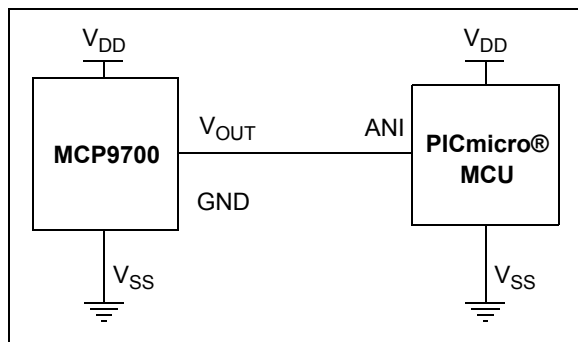 VDD
MCP9700
VOUT
GND
VSS
ANI
VDD
PICmicro®
MCU
VSS